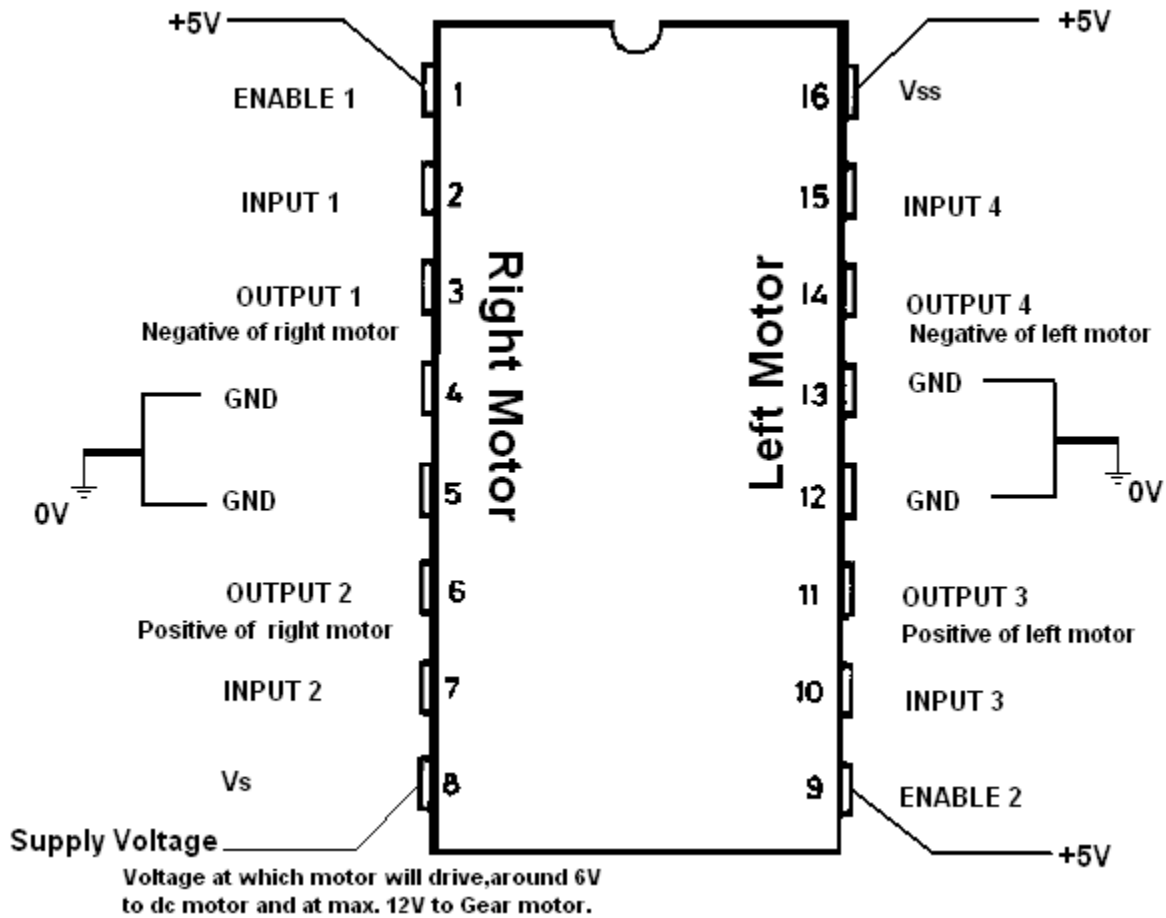 +5V
+5V
ENABLE 1
1
16
Vss
INPUT 1
2
15
INPUT 4
OUTPUT 1
Negative of right motor
3
14
OUTPUT 4
Negative of left motor
Right Motor
Left Motor
GND
4
13
GND
0V
0V
GND
5
12
GND
OUTPUT 2
Positive of right motor
6
11
OUTPUT 3
Positive of left motor
INPUT 2
7
10
INPUT 3
Vs
8
9
ENABLE 2
Supply Voltage
+5V
Voltage at which motor will drive,around 6V
to dc motor and at max. 12V to Gear motor.